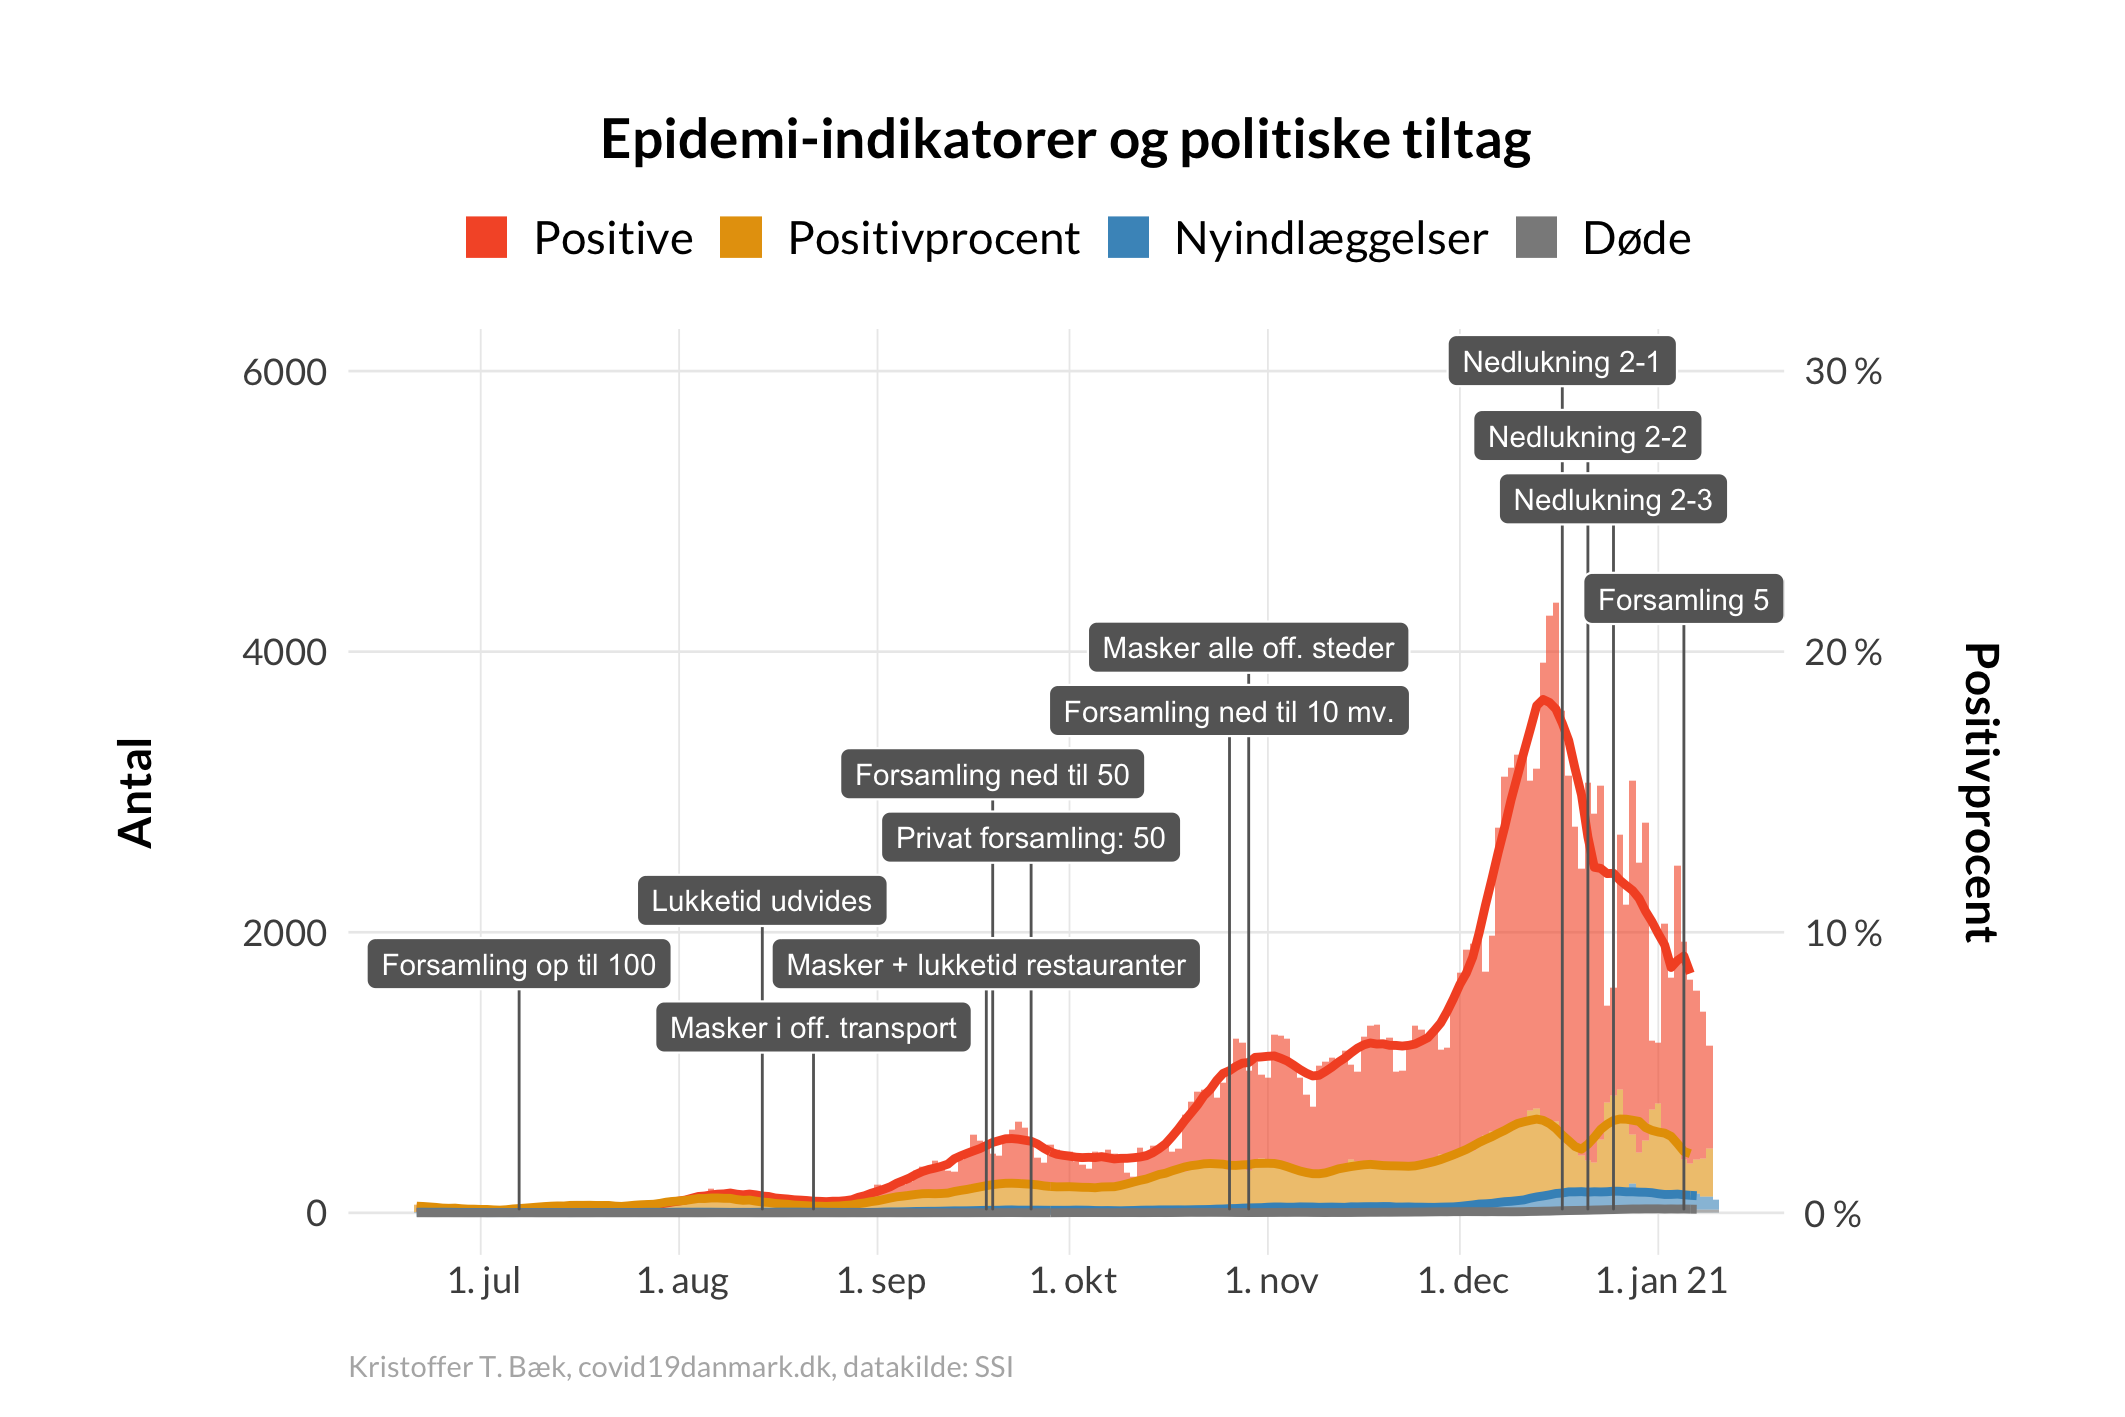 Epidemi-indikatorer og politiske tiltag
Positive Positivprocent Nyindlæggelser Døde
6000
4000
2000
0
Antal
30 %
20 %
10 %
0 %
Positivprocent
Nedlukning 2-1
Nedlukning 2-2
Nedlukning 2-3
Forsamling 5
Masker alle off. steder
Forsamling ned til 10 mv.
Forsamling ned til 50
Privat forsamling: 50
Lukketid udvides
Forsamling op til 100
Masker + lukketid restauranter
Masker i off. transport
1. jul 1. aug 1. sep 1. okt 1. nov 1. dec 1. jan 21
Kristoffer T. Bæk, covid19danmark.dk, datakilde: SSI